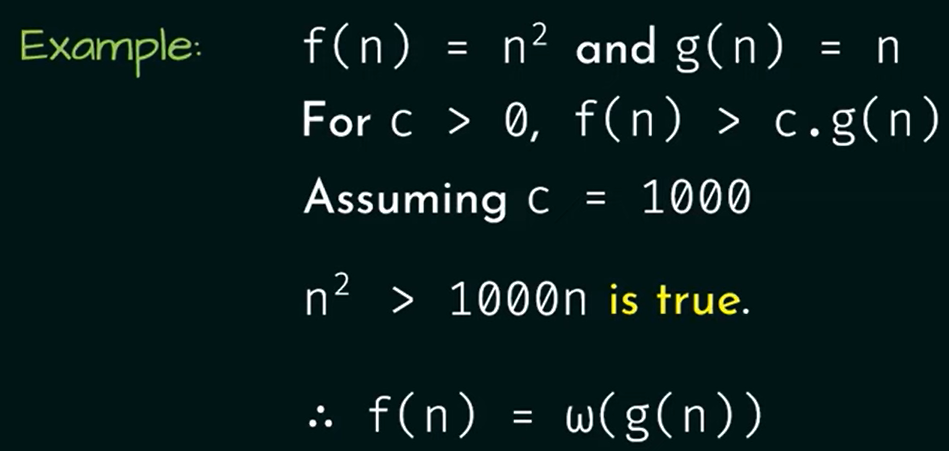 Example: f(n) = n² and g(n) = n
For c > 0, f(n) > c.g(n)
Assuming c = 1000
n² > 1000n is true.
∴ f(n) = ω(g(n))